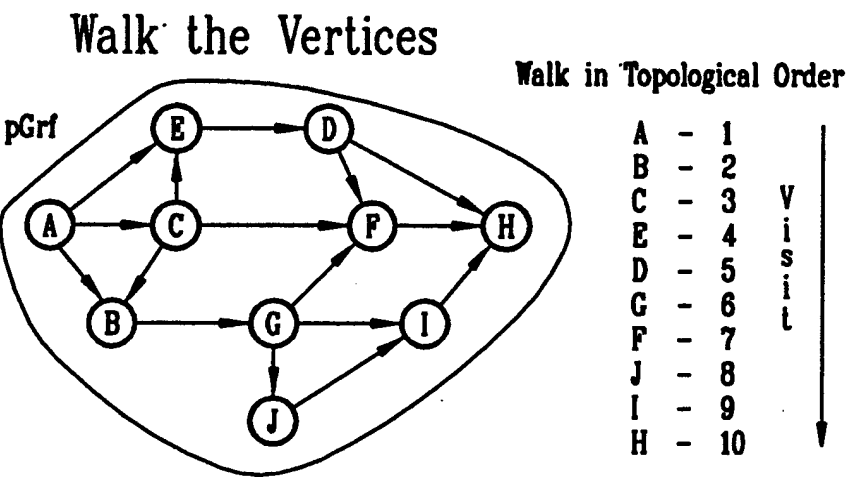 Walk the Vertices
Walk in Topological Order
pGrf
E
D
A
C
F
H
B
G
I
J
A - 1
B - 2
C - 3
E - 4
D - 5
G - 6
F - 7
J - 8
I - 9
H - 10
Visit